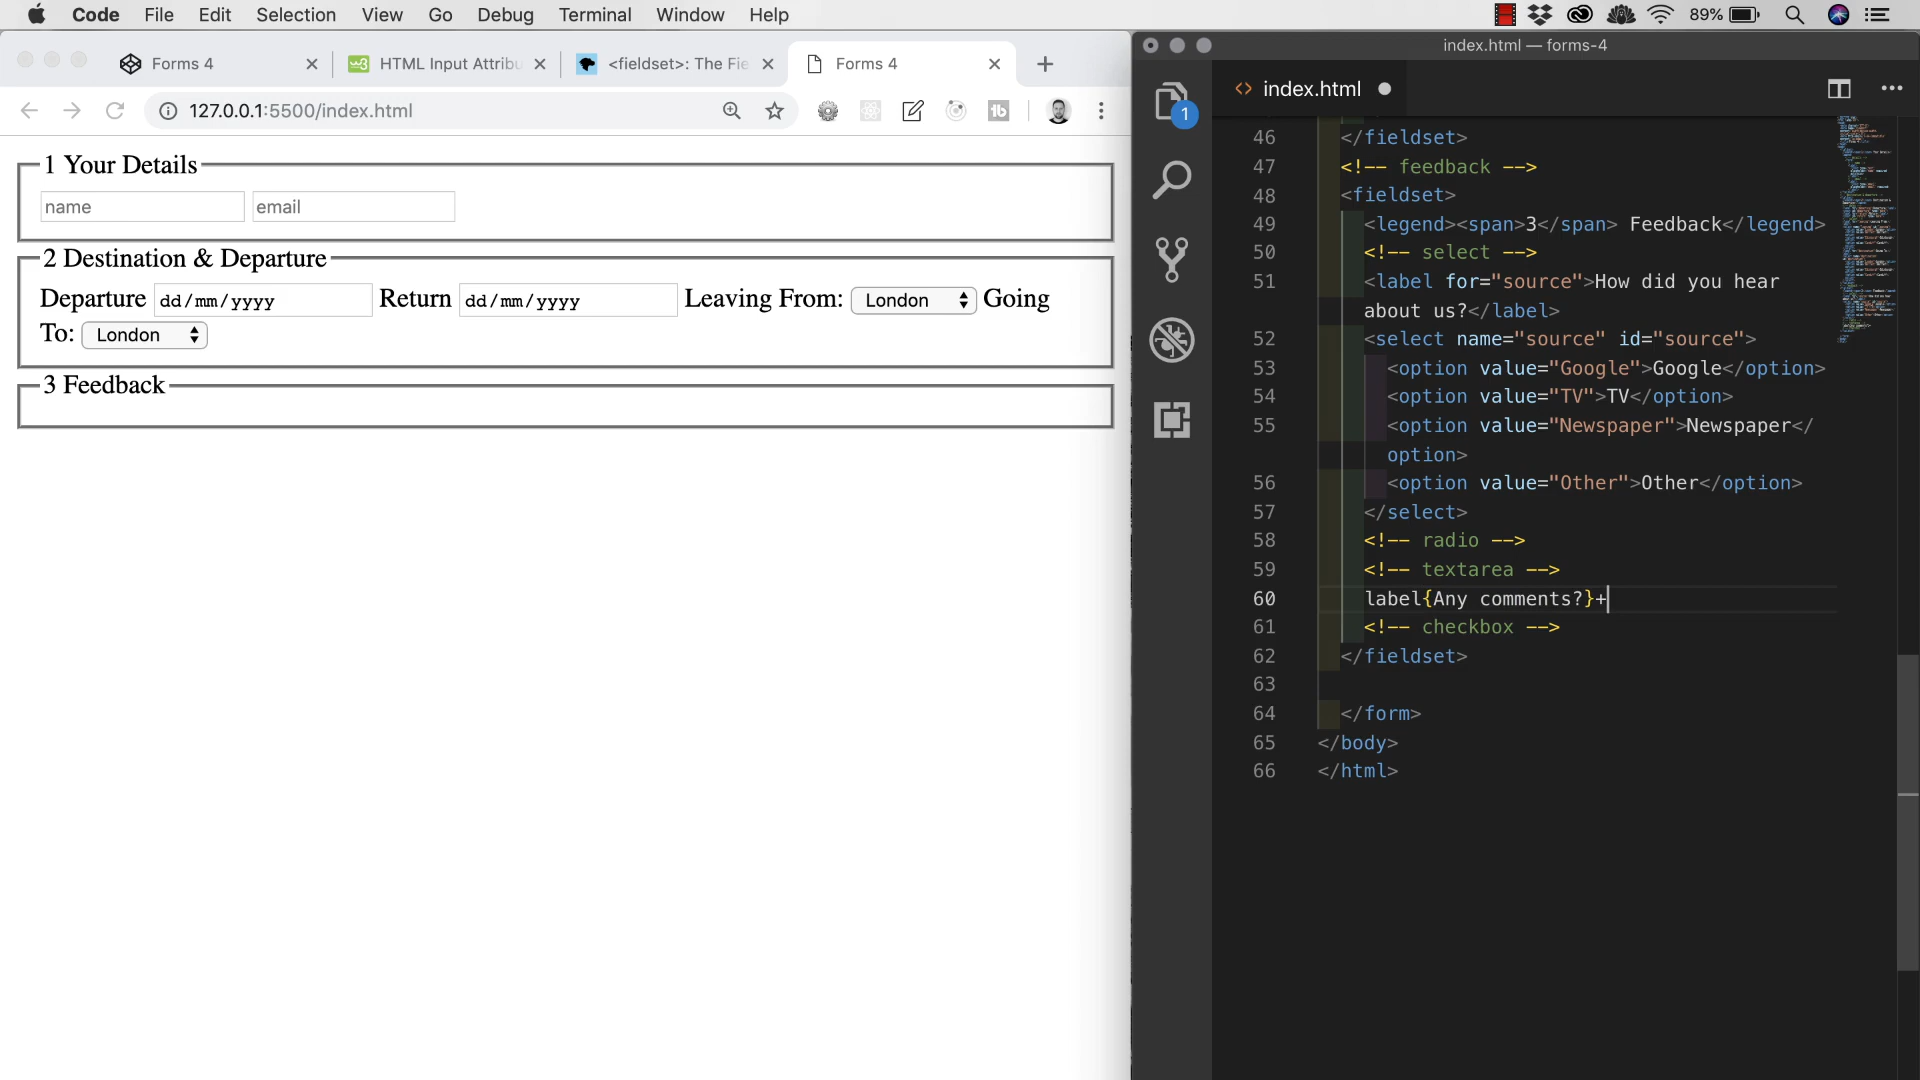 Code File Edit Selection View Go Debug Terminal Window Help
89%
Forms 4
HTML Input Attribu
<fieldset>: The Fie
Forms 4
127.0.0.1:5500/index.html
1 Your Details
name
email
2 Destination & Departure
Departure dd/mm/yyyy Return dd/mm/yyyy Leaving From: London Going
To: London
3 Feedback
index.html — forms-4
index.html
1
46 </fieldset>
47 <!-- feedback -->
48 <fieldset>
49 <legend><span>3</span> Feedback</legend>
50 <!-- select -->
51 <label for="source">How did you hear
about us?</label>
52 <select name="source" id="source">
53 <option value="Google">Google</option>
54 <option value="TV">TV</option>
55 <option value="Newspaper">Newspaper</
option>
56 <option value="Other">Other</option>
57 </select>
58 <!-- radio -->
59 <!-- textarea -->
60 label{Any comments?}+
61 <!-- checkbox -->
62 </fieldset>
63
64 </form>
65 </body>
66 </html>